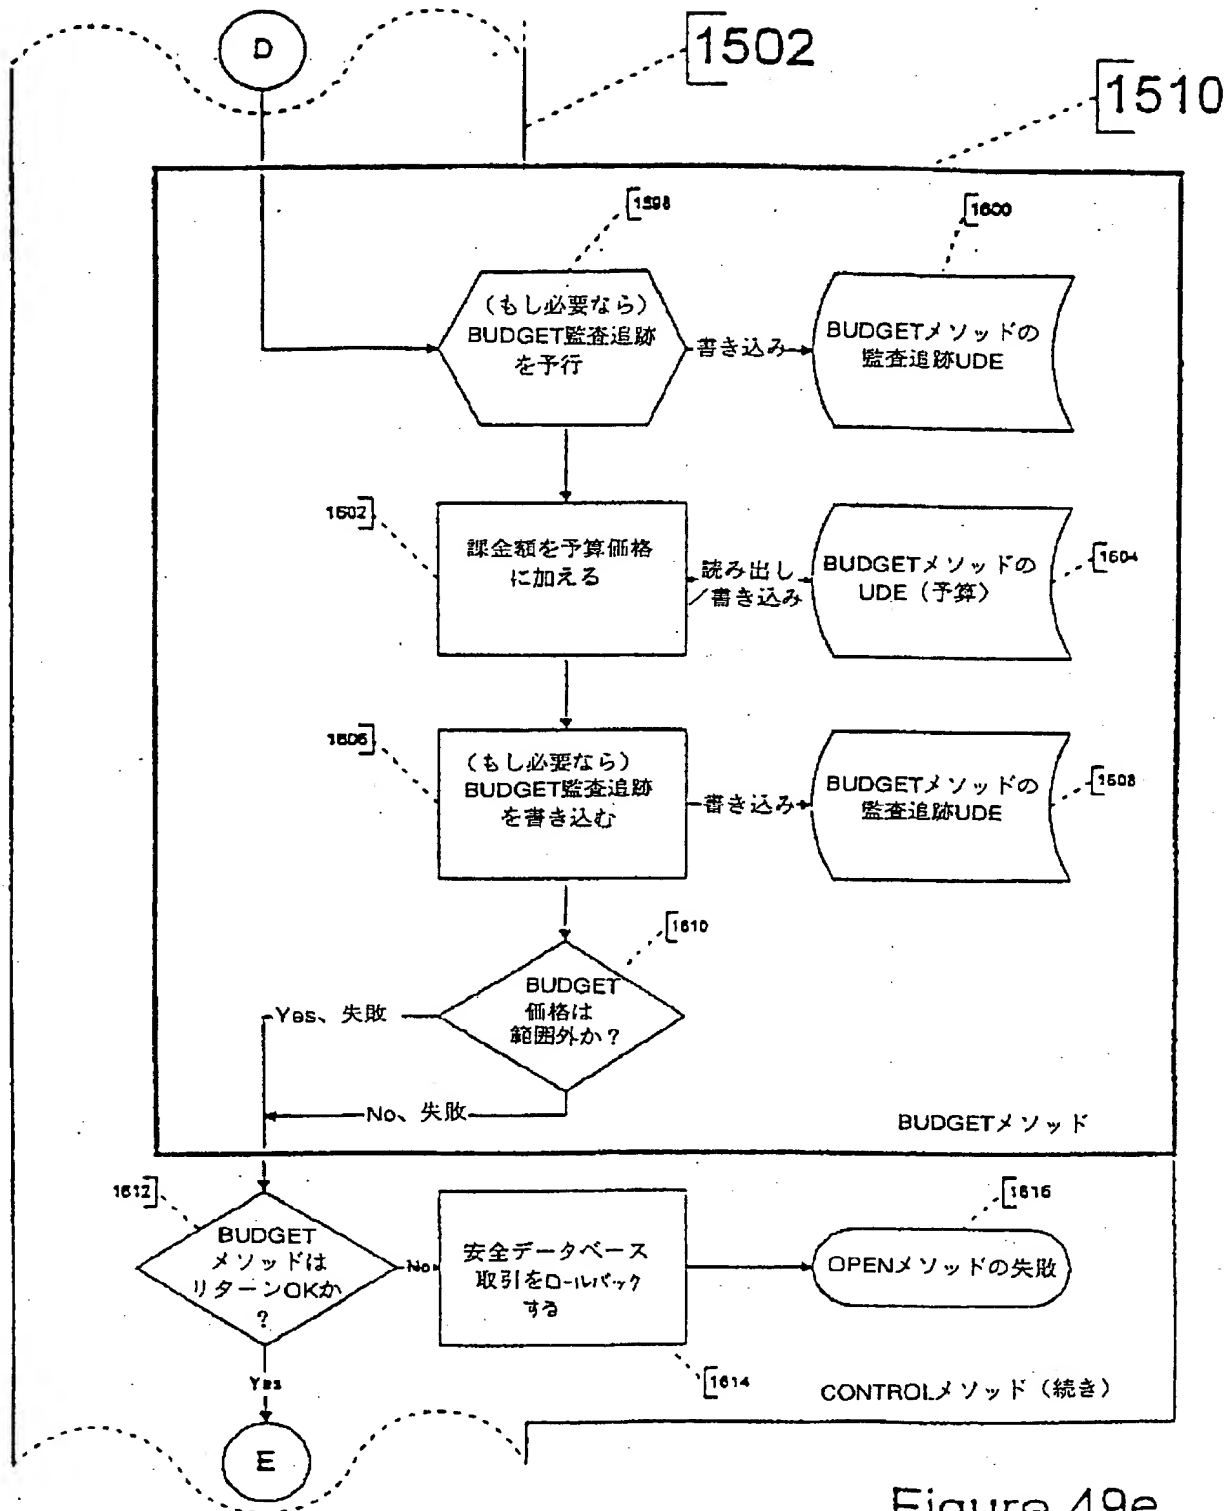 D
1502
1510
1598
1600
(もし必要なら)
BUDGET監査追跡
を予行
書き込み
BUDGETメソッドの
監査追跡UDE
1602
課金額を予算価格
に加える
読み出し
/書き込み
BUDGETメソッドの
UDE(予算)
1604
1606
(もし必要なら)
BUDGET監査追跡
を書き込む
書き込み
BUDGETメソッドの
監査追跡UDE
1608
1610
BUDGET
価格は
範囲外か?
Yes、失敗
No、失敗
BUDGETメソッド
1612
BUDGET
メソッドは
リターンOKか
?
No
安全データベース
取引をロールバック
する
1616
OPENメソッドの失敗
Yes
1614
CONTROLメソッド(続き)
E
Figure 49e